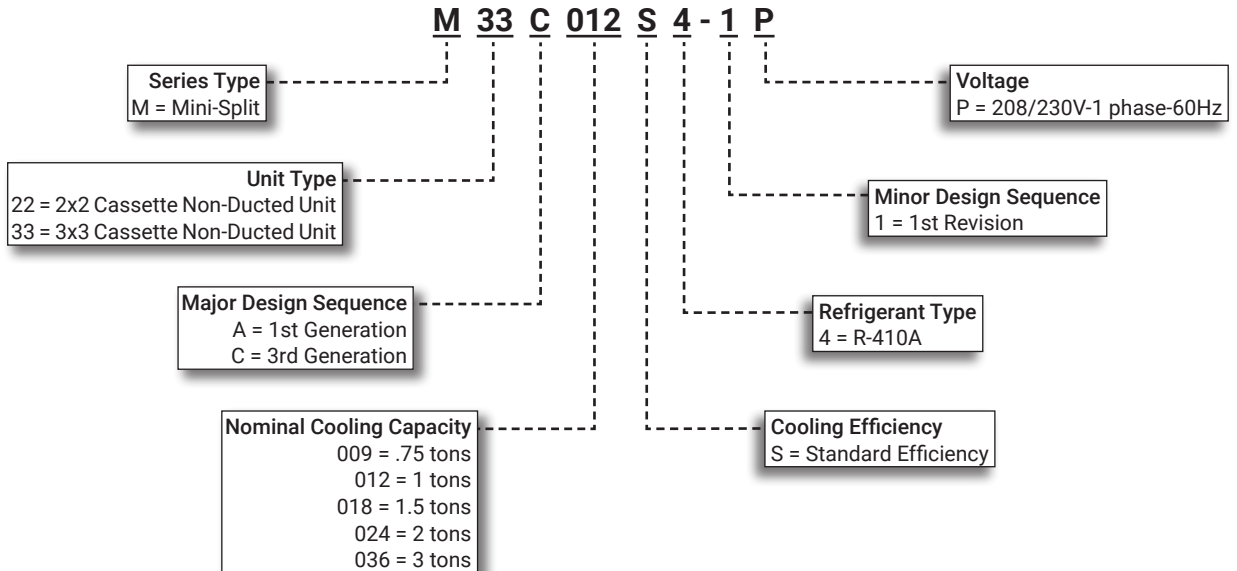 M 33 C 012 S 4 - 1 P
Series Type
M = Mini-Split
Voltage
P = 208/230V-1 phase-60Hz
Unit Type
22 = 2x2 Cassette Non-Ducted Unit
33 = 3x3 Cassette Non-Ducted Unit
Minor Design Sequence
1 = 1st Revision
Major Design Sequence
A = 1st Generation
C = 3rd Generation
Refrigerant Type
4 = R-410A
Nominal Cooling Capacity
009 = .75 tons
012 = 1 tons
018 = 1.5 tons
024 = 2 tons
036 = 3 tons
Cooling Efficiency
S = Standard Efficiency